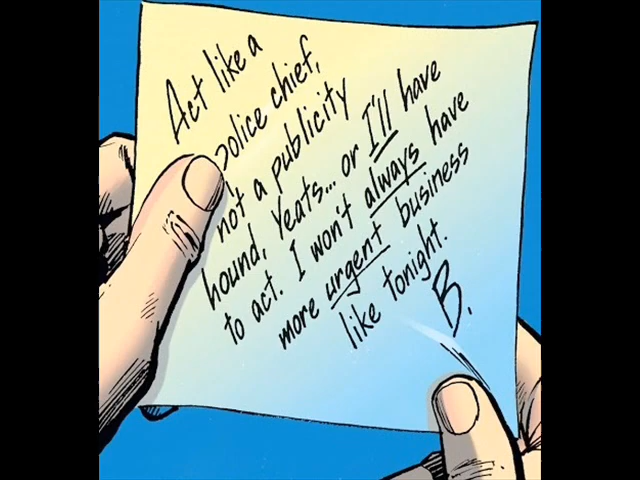 Act like a
police chief,
not a publicity
hound, Yeats... or I'll have
to act. I won't always have
more urgent business
like tonight.
B.